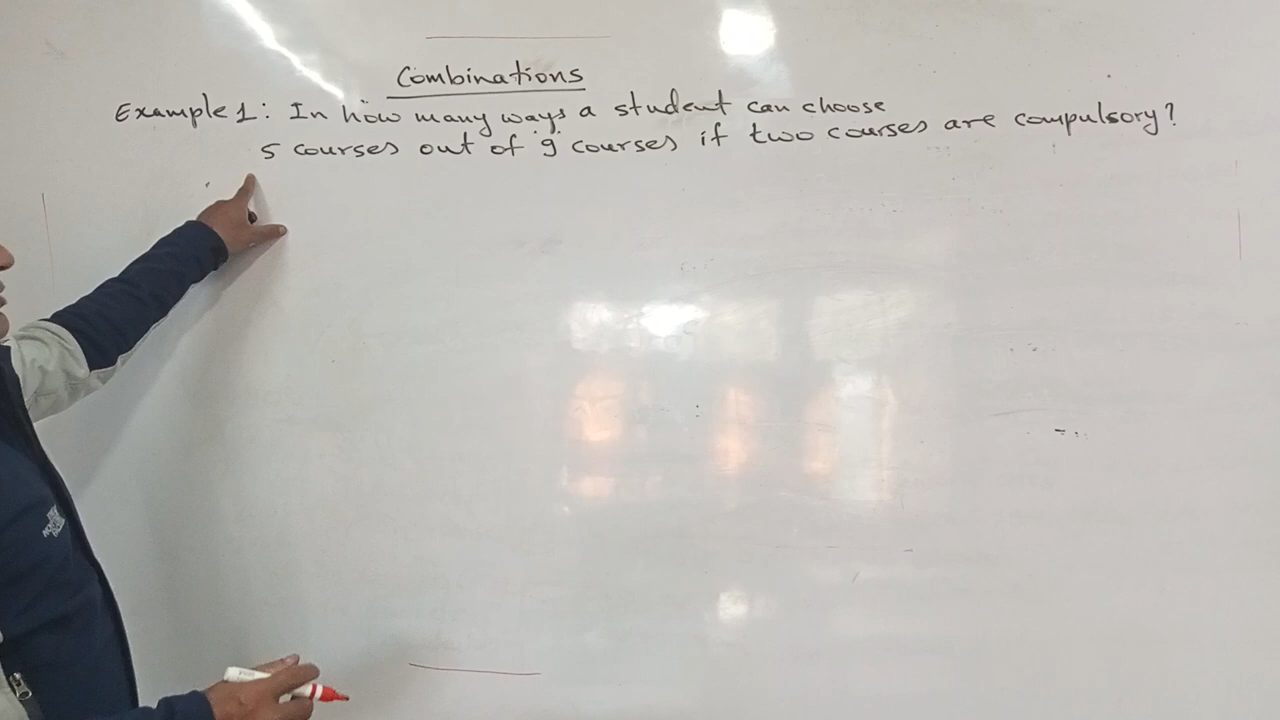 Combinations
Example 1: In how many ways a student can choose
5 courses out of 9 courses if two courses are compulsory?